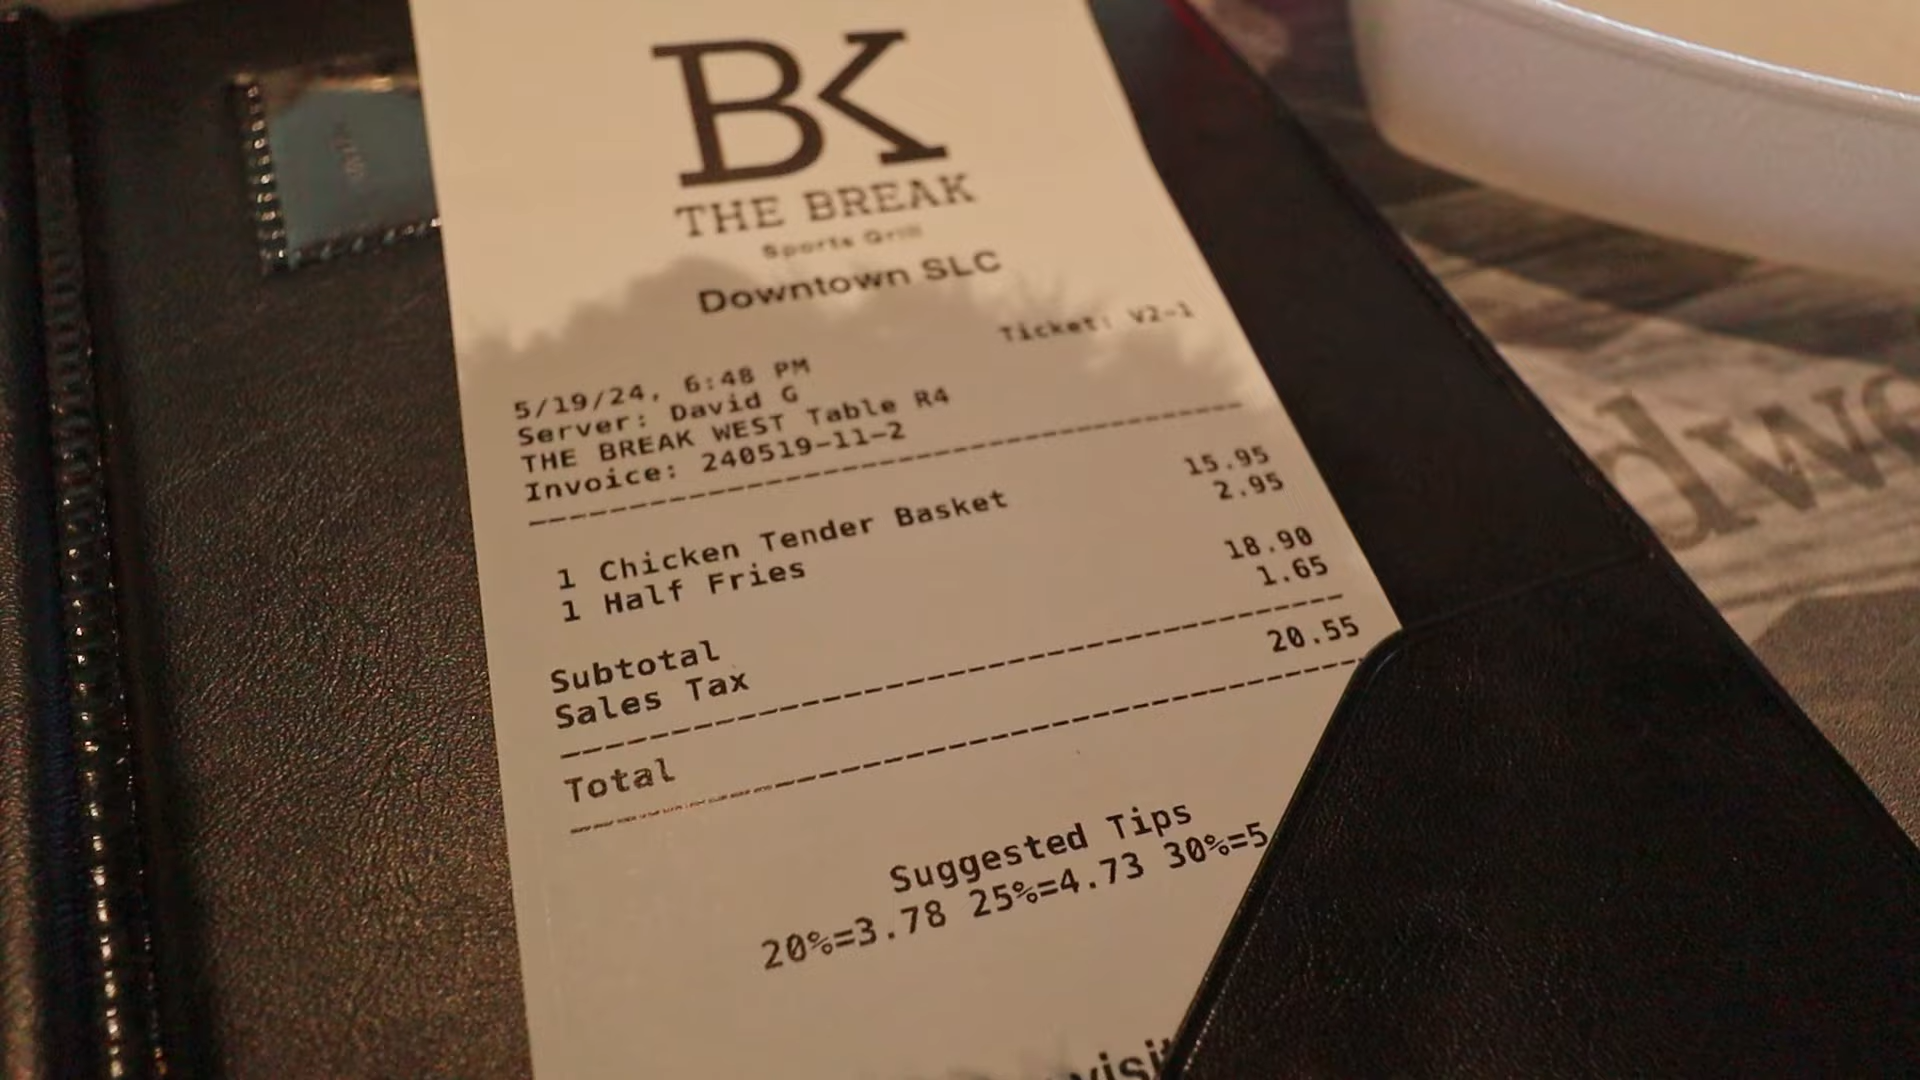 BK
THE BREAK
Sports Grill
Downtown SLC
Ticket: V2-1
5/19/24, 6:48 PM
Server: David G
THE BREAK WEST Table R4
Invoice: 240519-11-2
1 Chicken Tender Basket 15.95
1 Half Fries 2.95
Subtotal 18.90
Sales Tax 1.65
Total 20.55
Suggested Tips
20%=3.78 25%=4.73 30%=5
visit
dwe